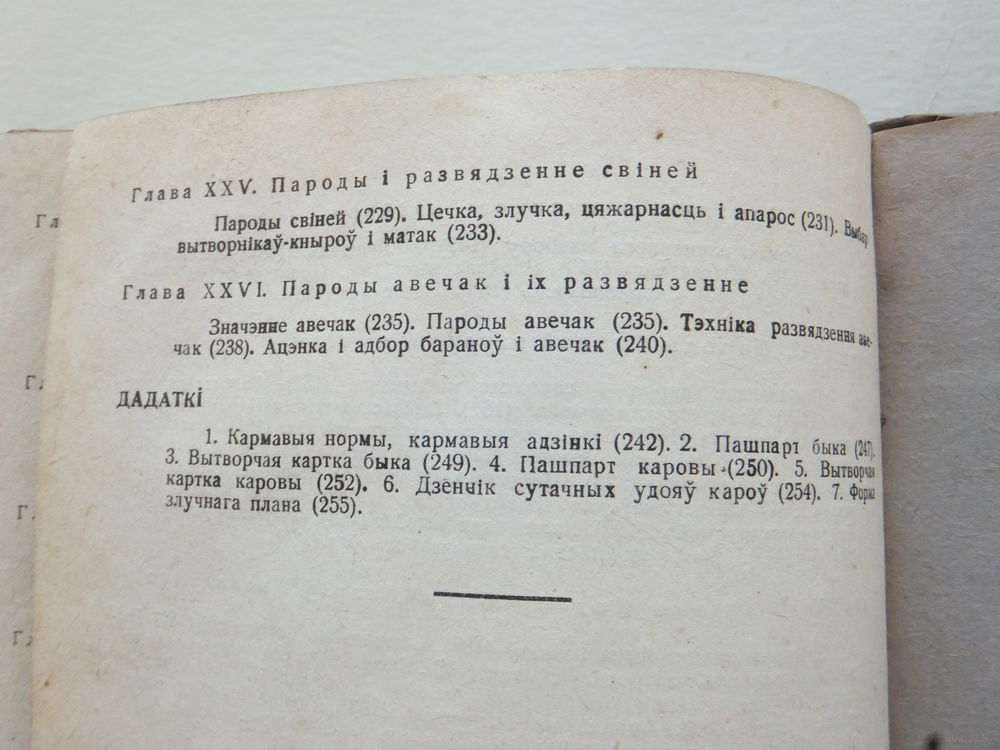 Глава XXV. Пароды і развядзенне свіней
Пароды свіней (229). Цечка, злучка, цяжарнасць і апарос (231). Выбар
вытворнікаў-кныроў і матак (233).
Глава XXVI. Пароды авечак і іх развядзенне
Значэнне авечак (235). Пароды авечак (235). Тэхніка развядзення аве-
чак (238). Ацэнка і адбор бараноў і авечак (240).
ДАДАТКІ
1. Кармавыя нормы, кармавыя адзінкі (242). 2. Пашпарт быка (247).
3. Вытворчая картка быка (249). 4. Пашпарт каровы (250). 5. Вытворчая
картка каровы (252). 6. Дзенчік сутачных удояў кароў (254). 7. Форма
злучнага плана (255).